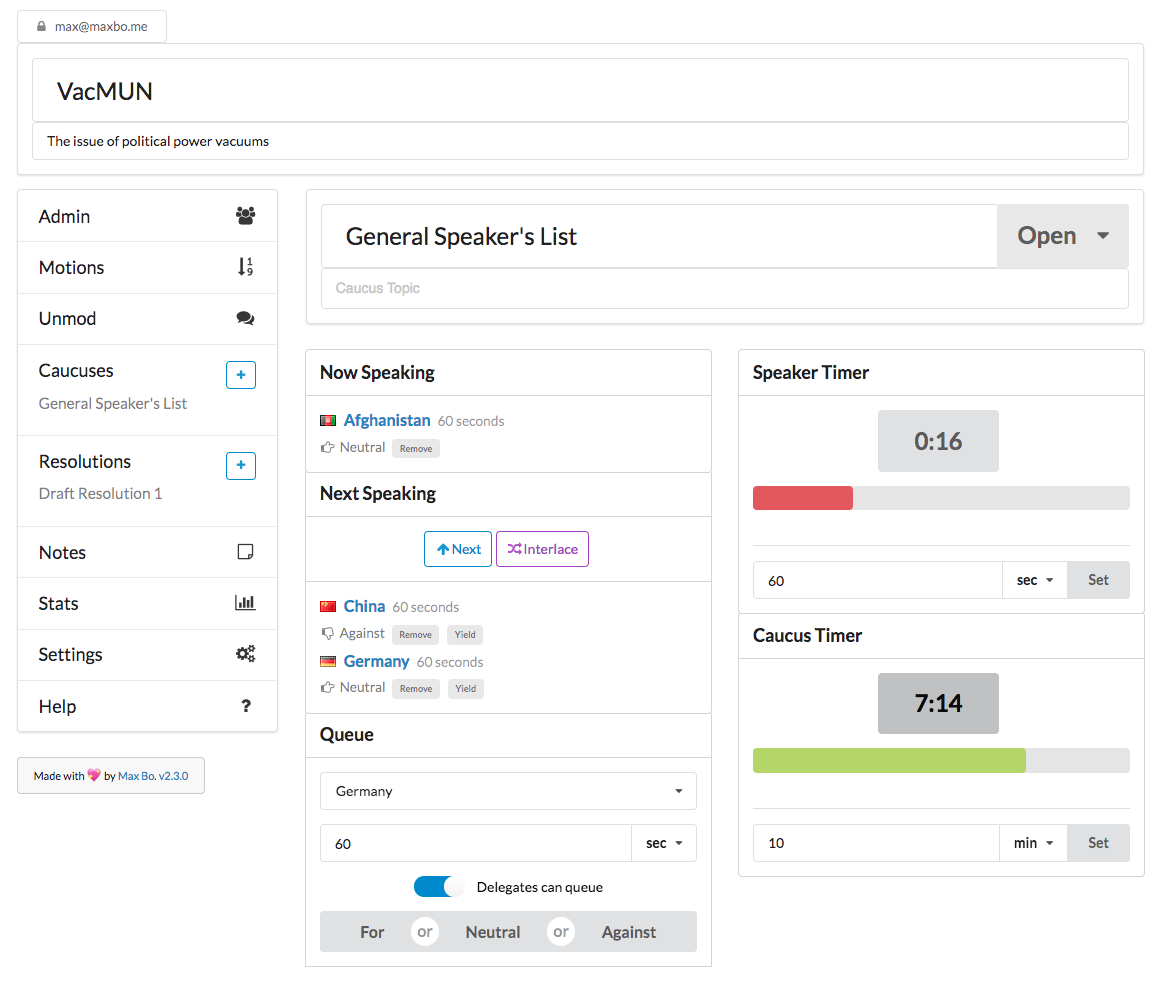 max@maxbo.me
VacMUN
The issue of political power vacuums
Admin
Motions
Unmod
Caucuses
General Speaker's List
Resolutions
Draft Resolution 1
Notes
Stats
Settings
Help
?
Made with 💖 by Max Bo. v2.3.0
General Speaker's List
Open
Caucus Topic
Now Speaking
Afghanistan 60 seconds
Neutral Remove
Next Speaking
Next Interlace
China 60 seconds
Against Remove Yield
Germany 60 seconds
Neutral Remove Yield
Queue
Germany
60 sec
Delegates can queue
For or Neutral or Against
Speaker Timer
0:16
60 sec Set
Caucus Timer
7:14
10 min Set